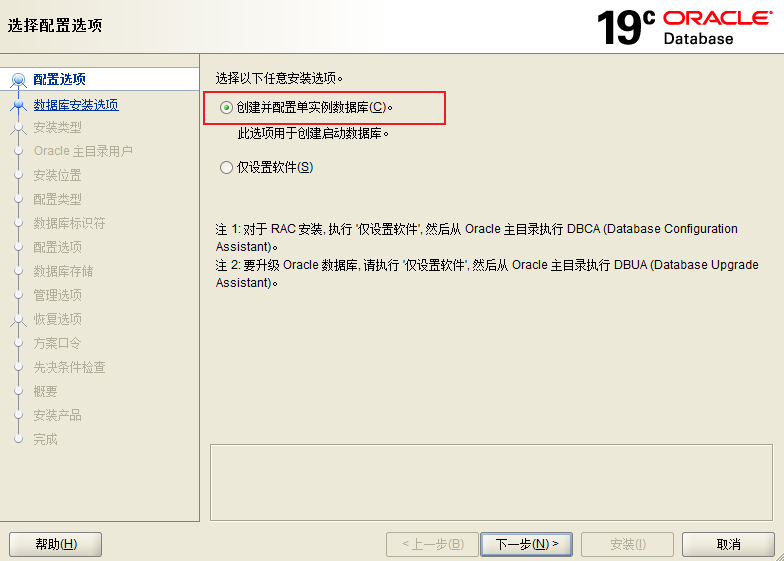 选择配置选项
19c ORACLE
Database
配置选项
数据库安装选项
安装类型
Oracle 主目录用户
安装位置
配置类型
数据库标识符
配置选项
数据库存储
管理选项
恢复选项
方案口令
先决条件检查
概要
安装产品
完成
选择以下任意安装选项。
创建并配置单实例数据库(C)。
此选项用于创建启动数据库。
仅设置软件(S)
注 1: 对于 RAC 安装, 执行 '仅设置软件', 然后从 Oracle 主目录执行 DBCA (Database Configuration
Assistant)。
注 2: 要升级 Oracle 数据库, 请执行 '仅设置软件', 然后从 Oracle 主目录执行 DBUA (Database Upgrade
Assistant)。
帮助(H)
< 上一步(B)
下一步(N) >
安装(I)
取消